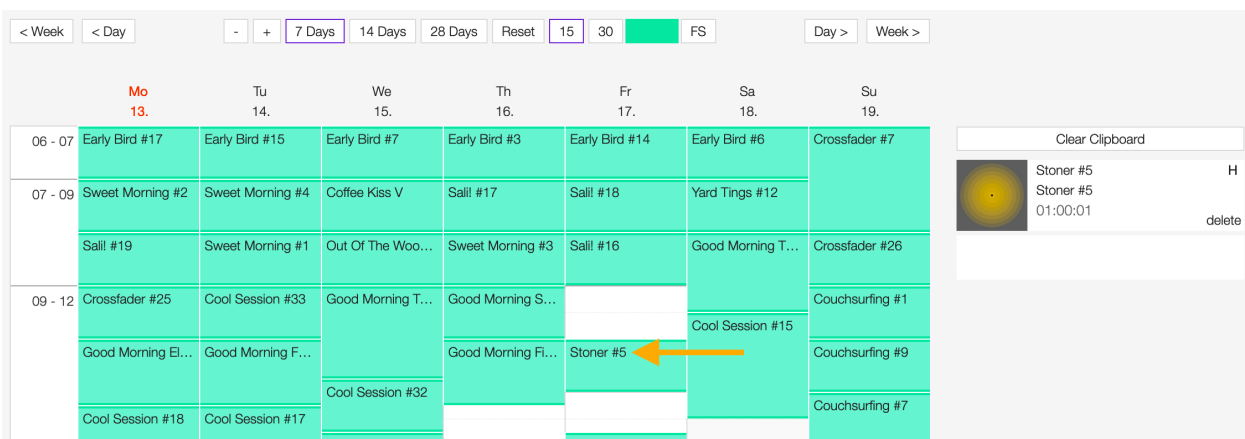 < Week < Day - + 7 Days 14 Days 28 Days Reset 15 30 FS Day > Week >
Mo Tu We Th Fr Sa Su
13. 14. 15. 16. 17. 18. 19.
06 - 07 Early Bird #17 Early Bird #15 Early Bird #7 Early Bird #3 Early Bird #14 Early Bird #6 Crossfader #7
07 - 09 Sweet Morning #2 Sweet Morning #4 Coffee Kiss V Sali! #17 Sali! #18 Yard Tings #12
Sali! #19 Sweet Morning #1 Out Of The Woo... Sweet Morning #3 Sali! #16 Good Morning T... Crossfader #26
09 - 12 Crossfader #25 Cool Session #33 Good Morning T... Good Morning S... Couchsurfing #1
Cool Session #15
Good Morning El... Good Morning F... Good Morning Fi... Stoner #5 Couchsurfing #9
Cool Session #32
Couchsurfing #7
Cool Session #18 Cool Session #17
Clear Clipboard
Stoner #5 H
Stoner #5
01:00:01
delete